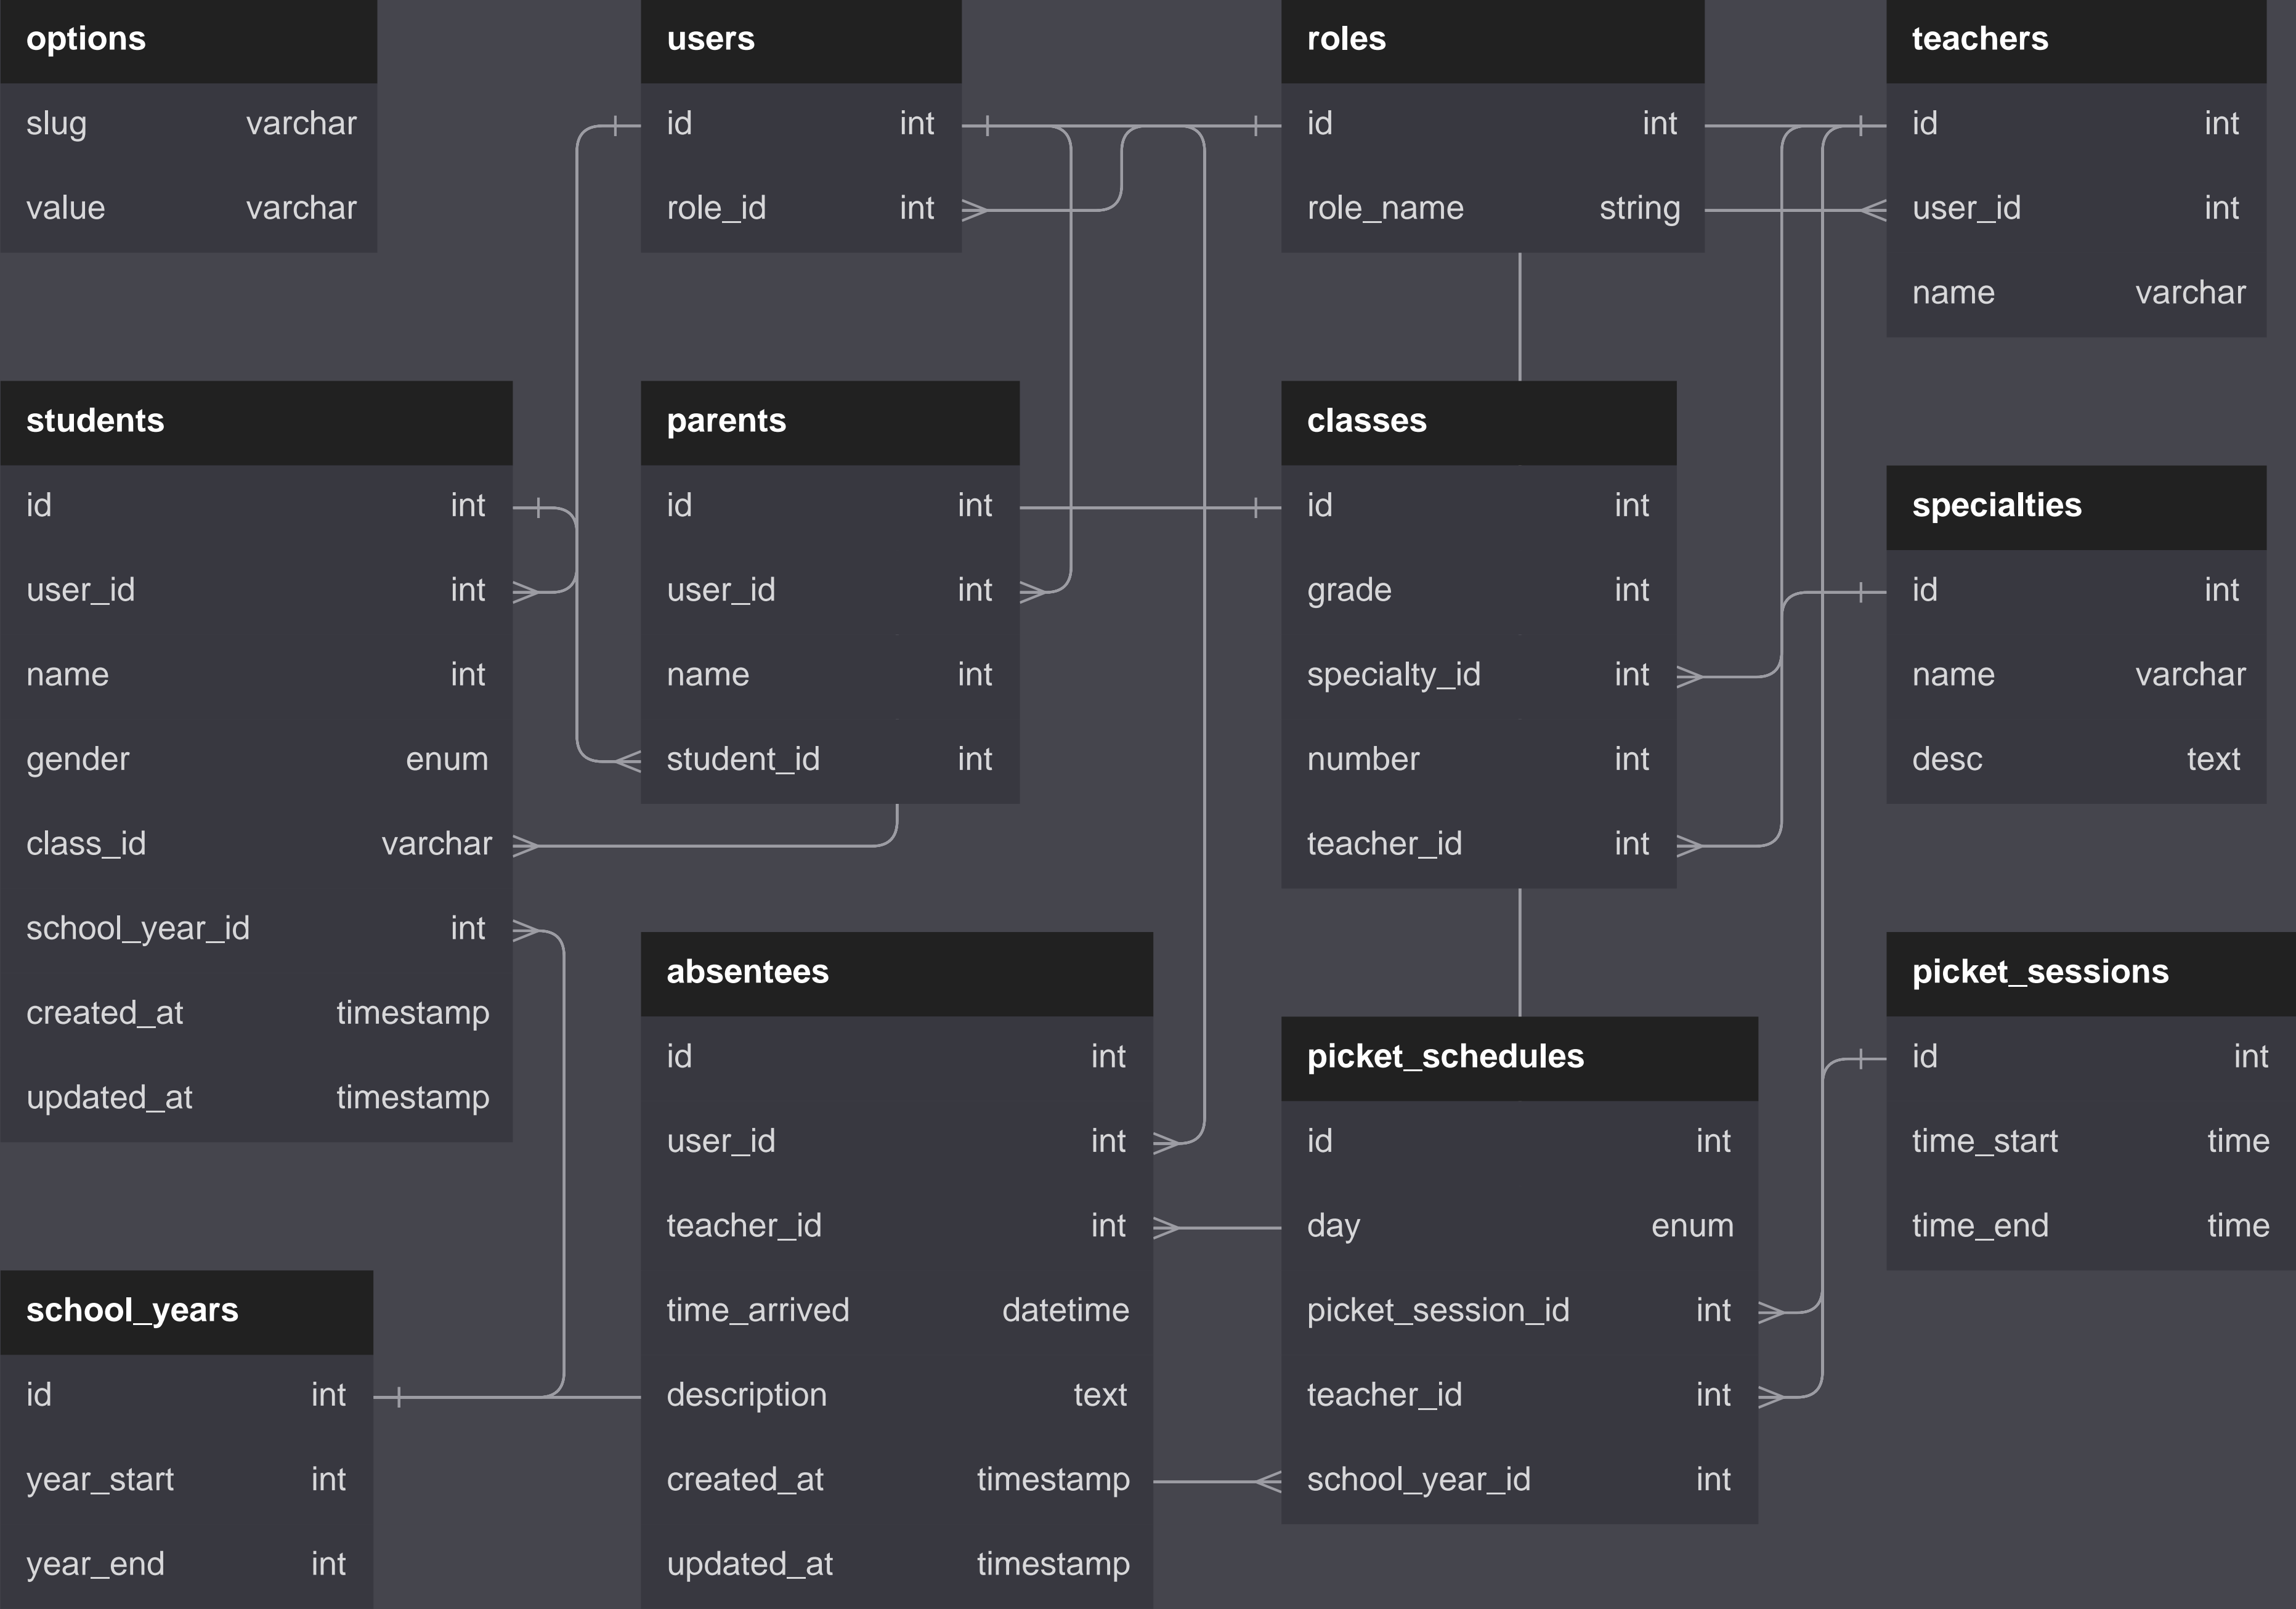 options
slug varchar
value varchar
users
id int
role_id int
roles
id int
role_name string
teachers
id int
user_id int
name varchar
students
id int
user_id int
name int
gender enum
class_id varchar
school_year_id int
created_at timestamp
updated_at timestamp
parents
id int
user_id int
name int
student_id int
classes
id int
grade int
specialty_id int
number int
teacher_id int
specialties
id int
name varchar
desc text
absentees
id int
user_id int
teacher_id int
time_arrived datetime
description text
created_at timestamp
updated_at timestamp
picket_schedules
id int
day enum
picket_session_id int
teacher_id int
school_year_id int
picket_sessions
id int
time_start time
time_end time
school_years
id int
year_start int
year_end int